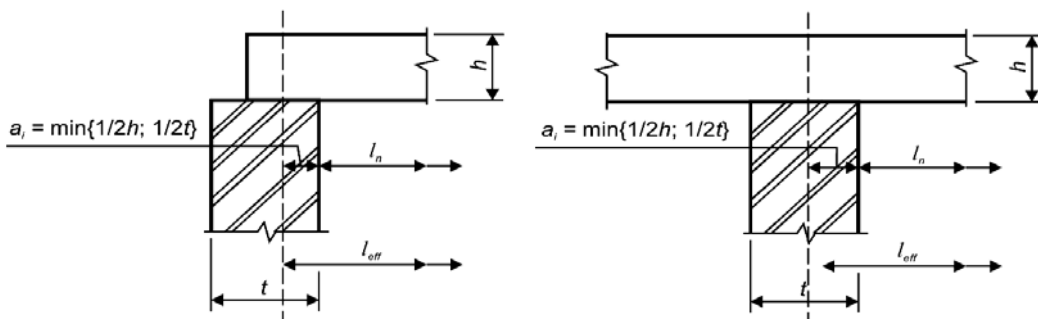 h
h
a_i = min{1/2h; 1/2t}
l_n
a_i = min{1/2h; 1/2t}
l_n
l_eff
l_eff
t
t